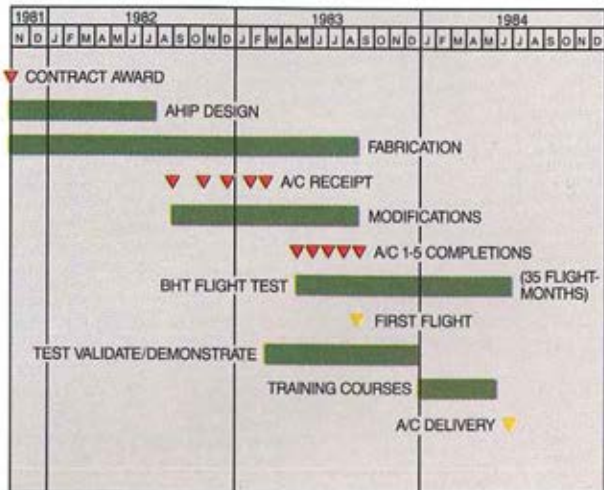 1981 1982 1983 1984
N D J F M A M J J A S O N D J F M A M J J A S O N D J F M A M J J A S O N D
CONTRACT AWARD
AHIP DESIGN
FABRICATION
A/C RECEIPT
MODIFICATIONS
A/C 1-5 COMPLETIONS
BHT FLIGHT TEST
(35 FLIGHT-
MONTHS)
FIRST FLIGHT
TEST VALIDATE/DEMONSTRATE
TRAINING COURSES
A/C DELIVERY